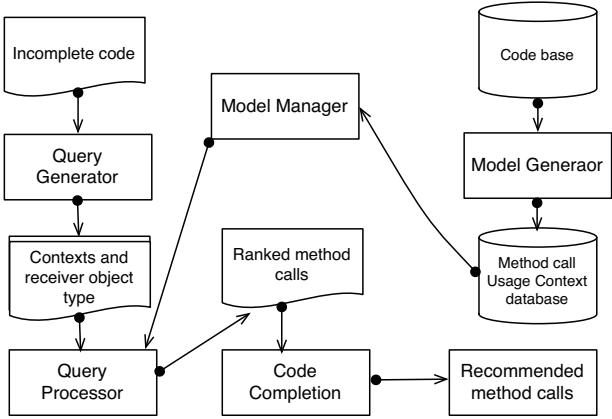 Incomplete code
Code base
Model Manager
Query
Generator
Model Generaor
Contexts and
receiver object
type
Ranked method
calls
Method call
Usage Context
database
Query
Processor
Code
Completion
Recommended
method calls